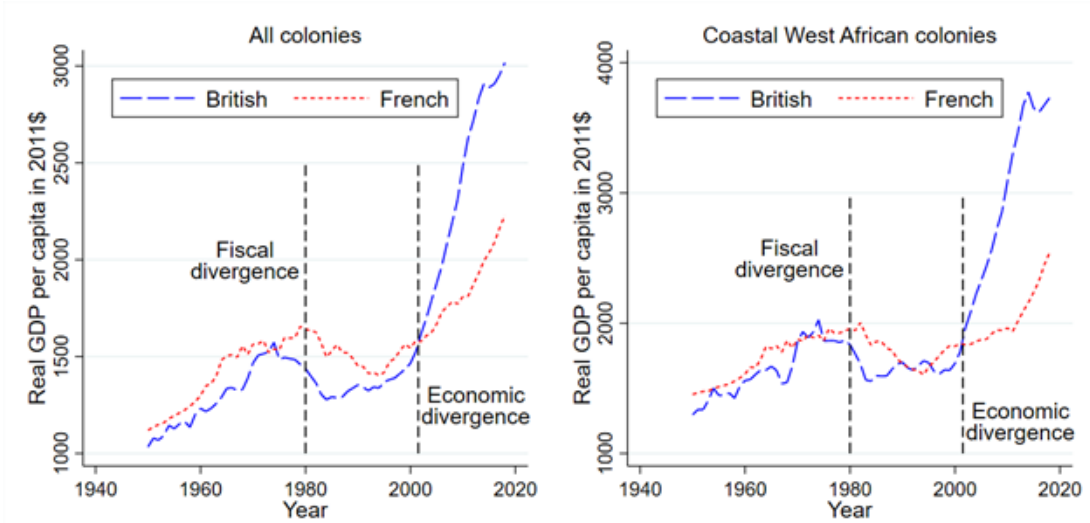 All colonies
Real GDP per capita in 2011$
3000
2500
2000
1500
1000
British French
Fiscal
divergence
Economic
divergence
1940 1960 1980 2000 2020
Year
Coastal West African colonies
Real GDP per capita in 2011$
4000
3000
2000
1000
British French
Fiscal
divergence
Economic
divergence
1940 1960 1980 2000 2020
Year